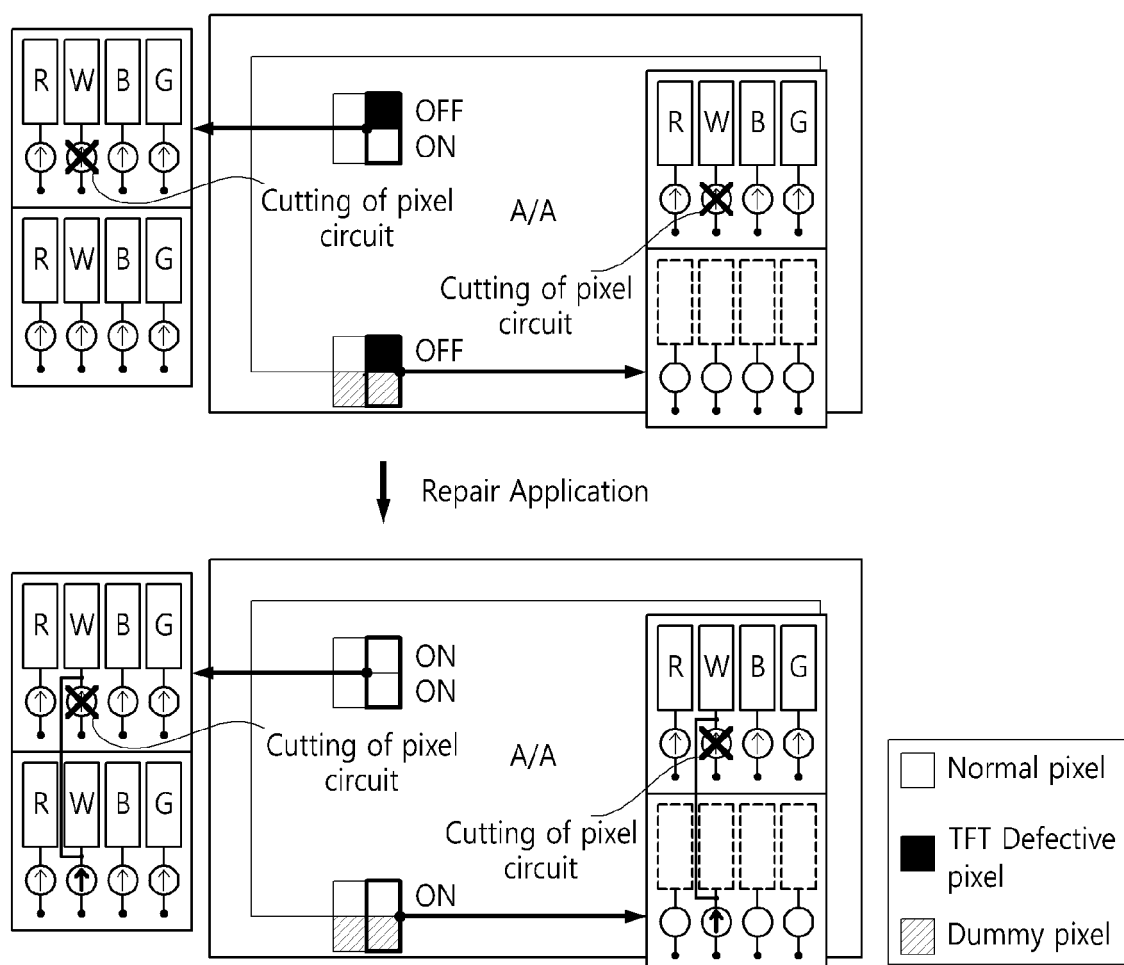 R W B G
OFF
ON
Cutting of pixel
circuit
R W B G
A/A
R W B G
Cutting of pixel
circuit
OFF
Repair Application
R W B G
ON
ON
Cutting of pixel
circuit
R W B G
A/A
R W B G
Cutting of pixel
circuit
ON
Normal pixel
TFT Defective
pixel
Dummy pixel